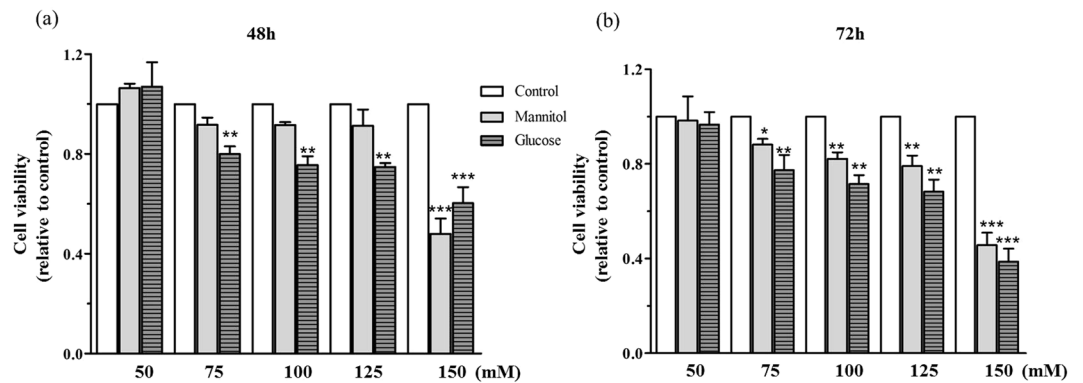 (a)
48h
Cell viability
(relative to control)
1.2
0.8
0.4
0.0
**
**
**
***
***
50 75 100 125 150 (mM)
Control
Mannitol
Glucose
(b)
72h
Cell viability
(relative to control)
1.2
0.8
0.4
0.0
*
**
**
**
**
**
***
***
50 75 100 125 150 (mM)